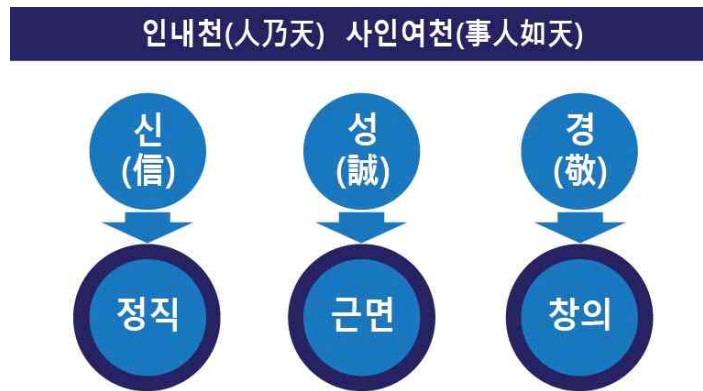 인내천(人乃天) 사인여천(事人如天)
신
(信)
성
(誠)
경
(敬)
정직
근면
창의